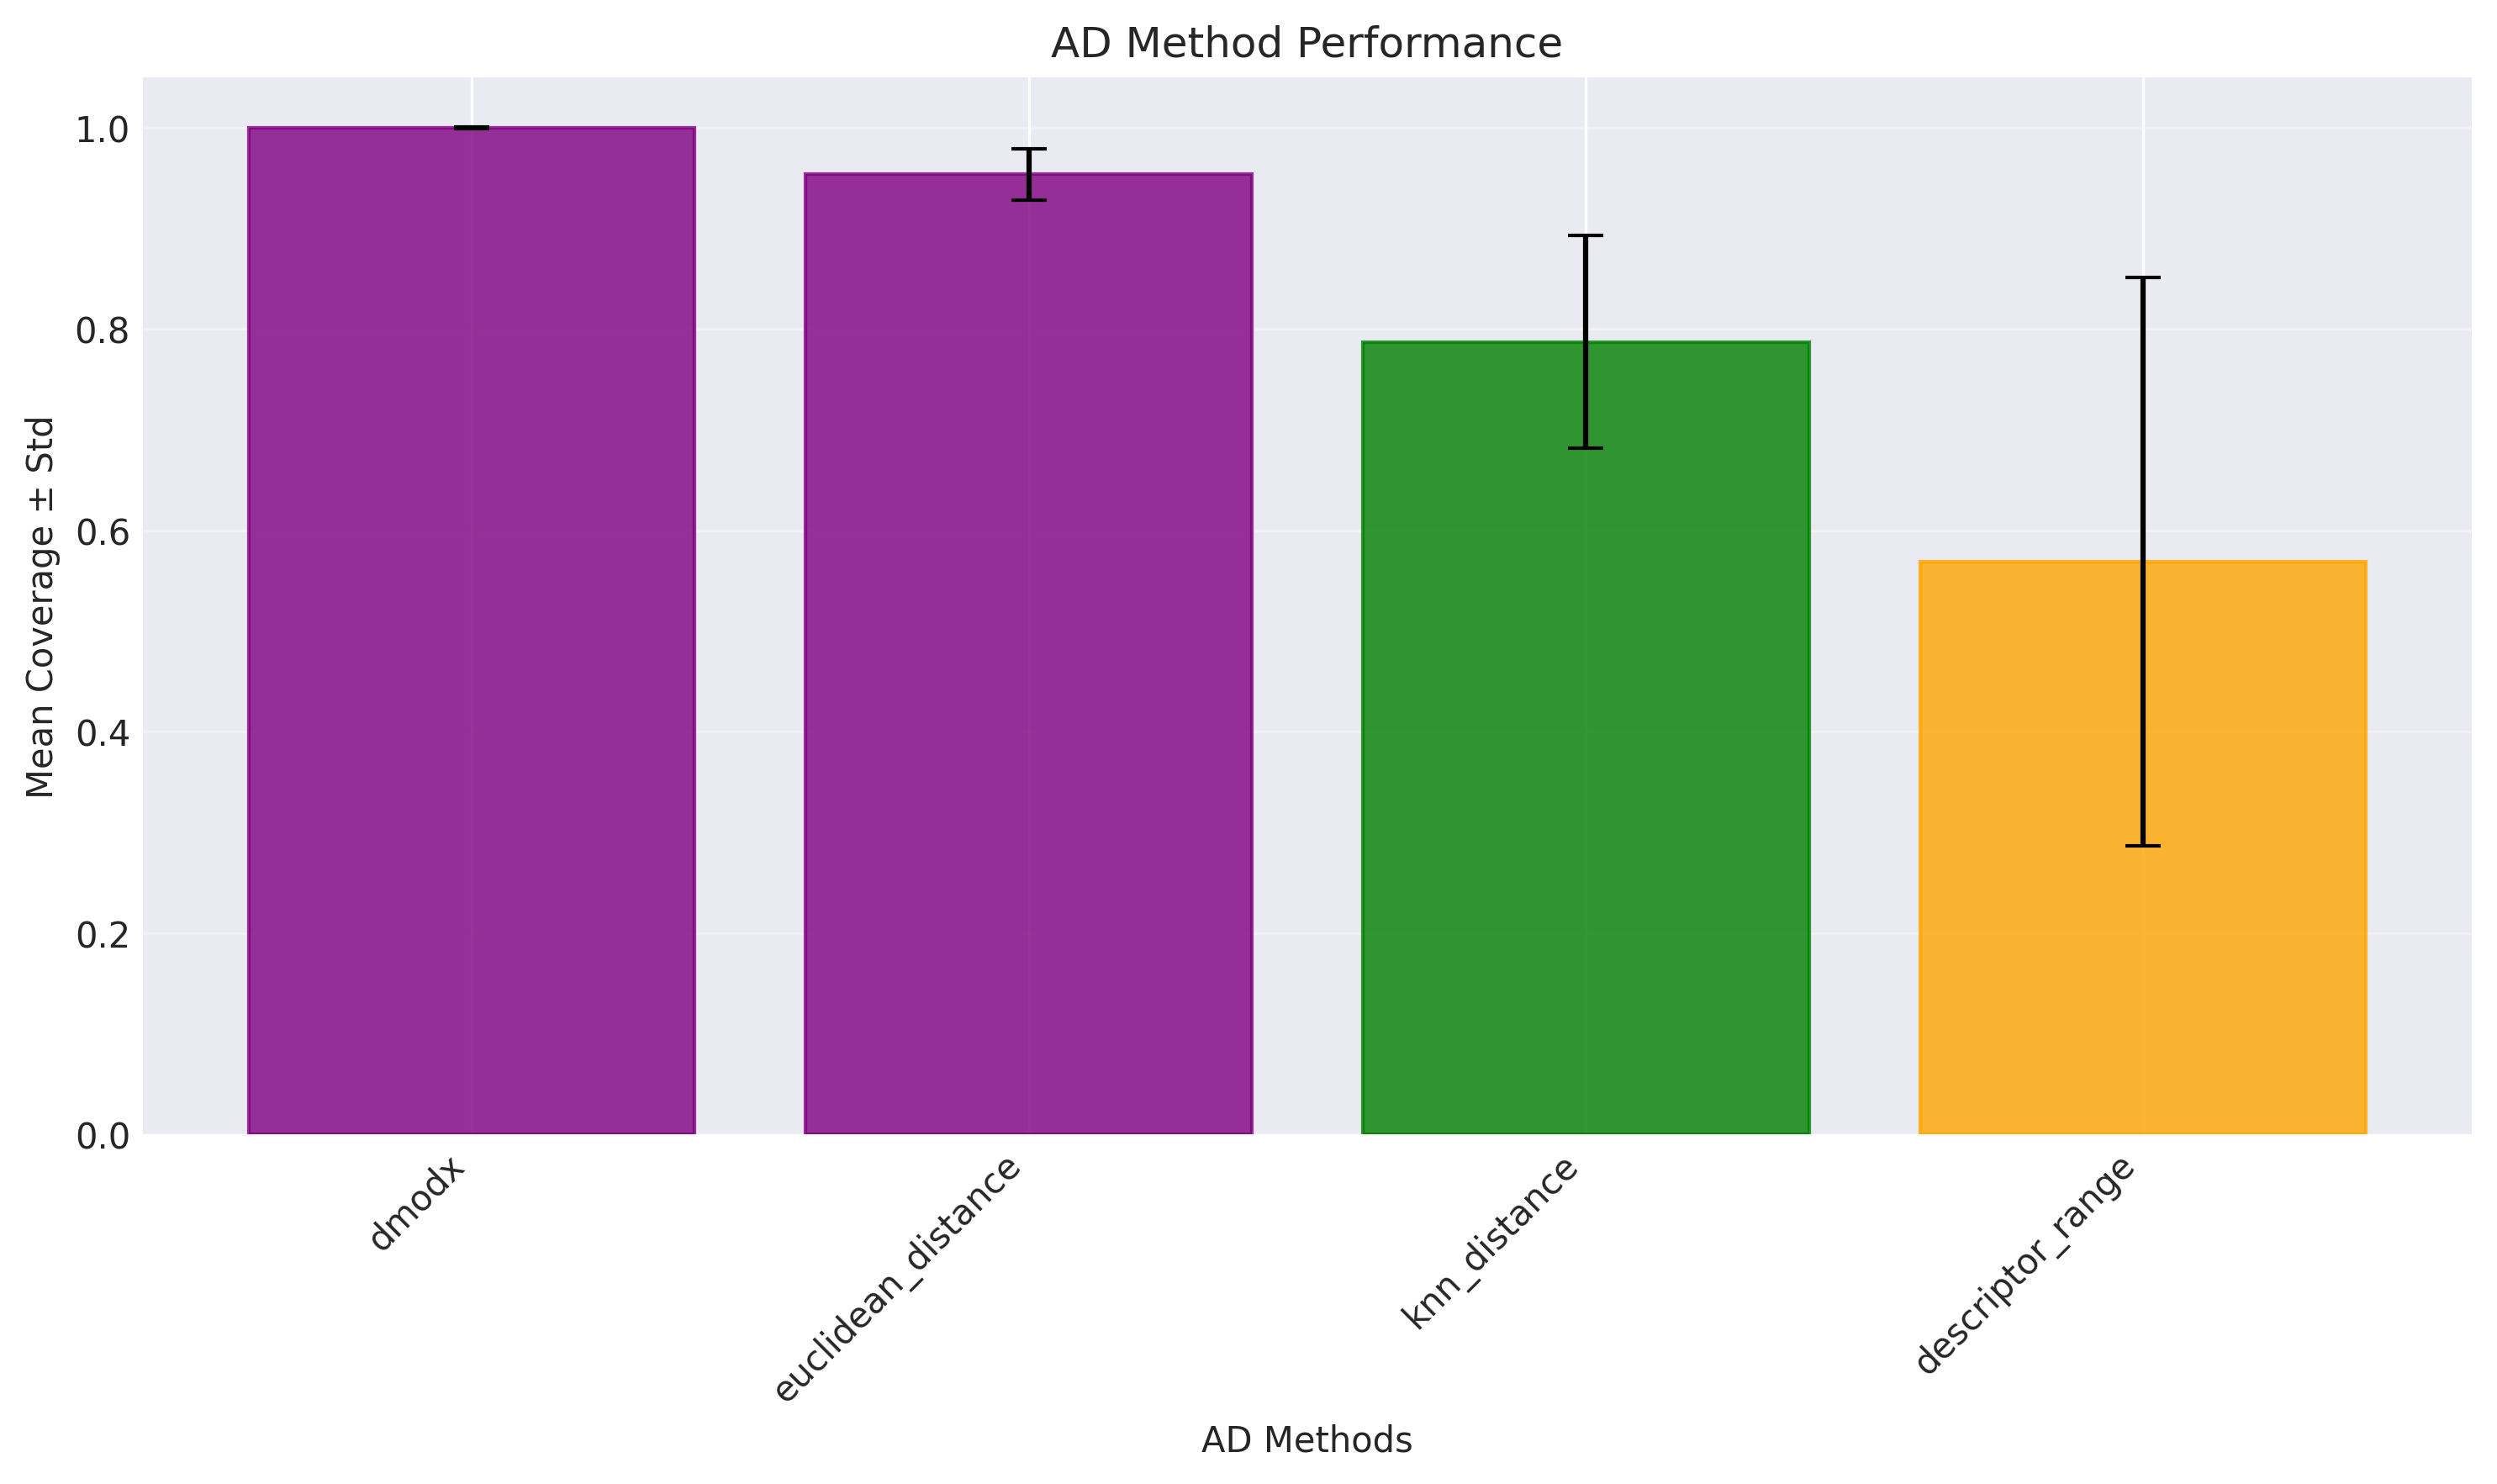 AD Method Performance
Mean Coverage ± Std
1.0
0.8
0.6
0.4
0.2
0.0
dmodx
euclidean_distance
knn_distance
descriptor_range
AD Methods